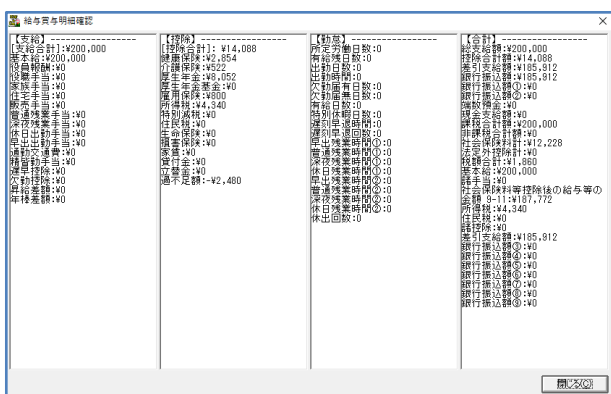 給与賞与明細確認
【支給】-----------------
[支給合計]:¥200,000
基本給:¥200,000
役員報酬:¥0
役職手当:¥0
家族手当:¥0
住宅手当:¥0
販売手当:¥0
普通残業手当:¥0
深夜残業手当:¥0
休日出勤手当:¥0
早出出勤手当:¥0
通勤交通費:¥0
精皆勤手当:¥0
遅早控除:¥0
欠勤控除:¥0
昇給差額:¥0
年棒差額:¥0
【控除】-----------------
[控除合計]: ¥14,088
健康保険:¥2,854
介護保険:¥522
厚生年金:¥8,052
厚生年金基金:¥0
雇用保険:¥800
所得税:¥4,340
特別減税:¥0
住民税:¥0
生命保険:¥0
損害保険:¥0
家賃:¥0
貸付金:¥0
立替金:¥0
過不足額:-¥2,480
【勤怠】-----------------
所定労働日数:0
有給残日数:0
出勤日数:0
出勤時間:0
欠勤届有日数:0
欠勤届無日数:0
有給日数:0
特別休暇日数:0
遅刻早退時間:0
遅刻早退回数:0
早出残業時間①:0
普通残業時間①:0
深夜残業時間①:0
休日残業時間①:0
早出残業時間②:0
普通残業時間②:0
深夜残業時間②:0
休日残業時間②:0
休出回数:0
【合計】-----------------
総支給額:¥200,000
控除合計額:¥14,088
差引支給額:¥185,912
銀行振込額:¥185,912
銀行振込額①:¥0
銀行振込額②:¥0
端数預金:¥0
現金支給額:¥0
課税合計額:¥200,000
非課税合計額:¥0
社会保険料計:¥12,228
法定外控除計:¥0
税額合計:¥1,860
基本給:¥200,000
諸手当:¥0
社会保険料等控除後の給与等の
金額 9-11:¥187,772
所得税:¥4,340
住民税:¥0
諸控除:¥0
差引支給額:¥185,912
銀行振込額③:¥0
銀行振込額④:¥0
銀行振込額⑤:¥0
銀行振込額⑥:¥0
銀行振込額⑦:¥0
銀行振込額⑧:¥0
銀行振込額⑨:¥0
閉じる(C)